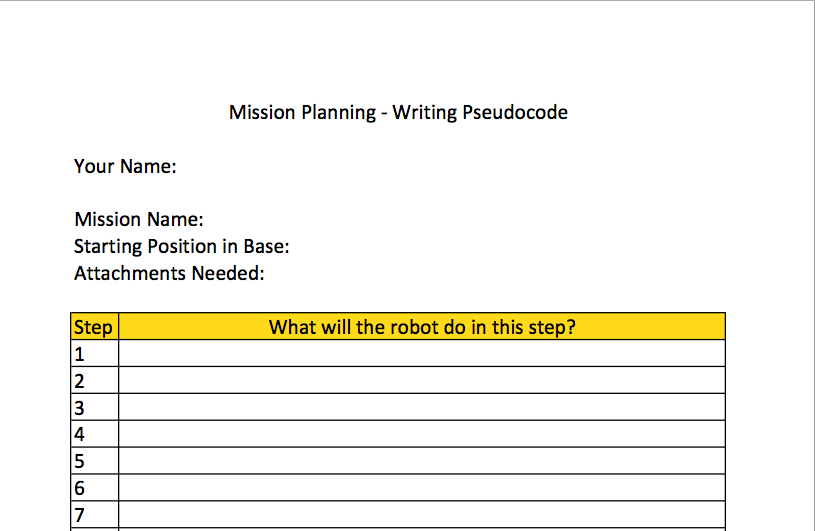 Mission Planning - Writing Pseudocode
Your Name:
Mission Name:
Starting Position in Base:
Attachments Needed:
Step What will the robot do in this step?
1
2
3
4
5
6
7